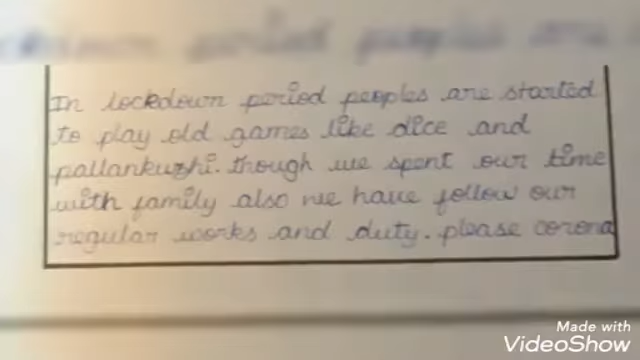 In lockdown period peoples are started
to play old games like dice and
pallankuzhi. though we spent our time
with family also we have follow our
regular works and duty. please corona
Made with
VideoShow